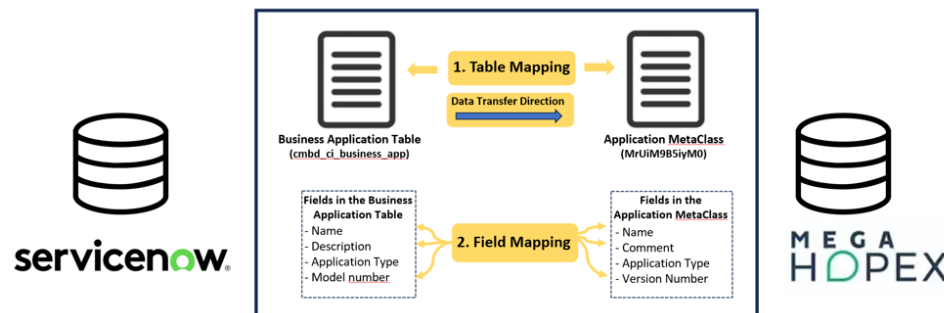 1. Table Mapping
Data Transfer Direction
Business Application Table
(cmbd_ci_business_app)
Application MetaClass
(MrUiM9B5iyM0)
servicenow.
Fields in the Business
Application Table
- Name
- Description
- Application Type
- Model number
2. Field Mapping
Fields in the
Application MetaClass
- Name
- Comment
- Application Type
- Version Number
MEGA
HOPEX